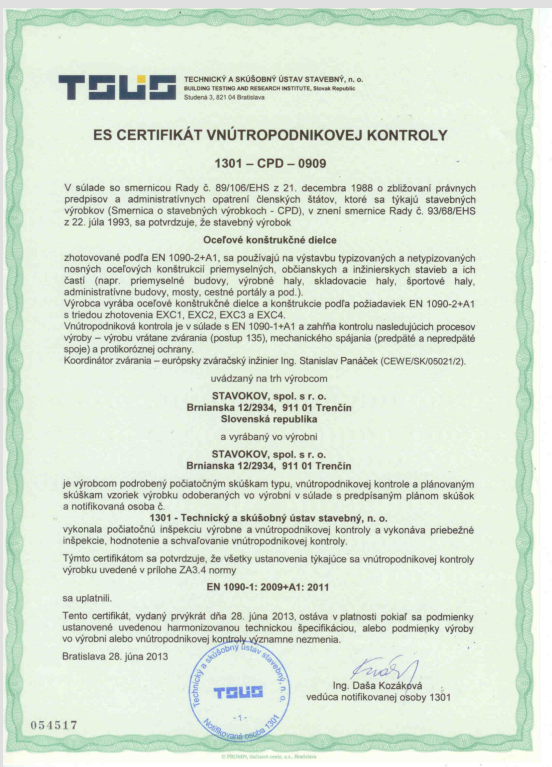 TSUS
TECHNICKÝ A SKÚŠOBNÝ ÚSTAV STAVEBNÝ, n. o.
BUILDING TESTING AND RESEARCH INSTITUTE, Slovak Republic
Studená 3, 821 04 Bratislava
ES CERTIFIKÁT VNÚTROPODNIKOVEJ KONTROLY
1301 – CPD – 0909
V súlade so smernicou Rady č. 89/106/EHS z 21. decembra 1988 o zbližovaní právnych
predpisov a administratívnych opatrení členských štátov, ktoré sa týkajú stavebných
výrobkov (Smernica o stavebných výrobkoch - CPD), v znení smernice Rady č. 93/68/EHS
z 22. júla 1993, sa potvrdzuje, že stavebný výrobok
Oceľové konštrukčné dielce
zhotovované podľa EN 1090-2+A1, sa používajú na výstavbu typizovaných a netypizovaných
nosných oceľových konštrukcií priemyselných, občianskych a inžinierskych stavieb a ich
častí (napr. priemyselné budovy, výrobné haly, skladovacie haly, športové haly,
administratívne budovy, mosty, cestné portály a pod.).
Výrobca vyrába oceľové konštrukčné dielce a konštrukcie podľa požiadaviek EN 1090-2+A1
s triedou zhotovenia EXC1, EXC2, EXC3 a EXC4.
Vnútropodniková kontrola je v súlade s EN 1090-1+A1 a zahŕňa kontrolu nasledujúcich procesov
výroby – výrobu vrátane zvárania (postup 135), mechanického spájania (predpäté a nepredpäté
spoje) a protikoróznej ochrany.
Koordinátor zvárania – európsky zváračský inžinier Ing. Stanislav Panáček (CEWE/SK/05021/2).
uvádzaný na trh výrobcom
STAVOKOV, spol. s r. o.
Brnianska 12/2934, 911 01 Trenčín
Slovenská republika
a vyrábaný vo výrobni
STAVOKOV, spol. s r. o.
Brnianska 12/2934, 911 01 Trenčín
je výrobcom podrobený počiatočným skúškam typu, vnútropodnikovej kontrole a plánovaným
skúškam vzoriek výrobku odoberaných vo výrobni v súlade s predpísaným plánom skúšok
a notifikovaná osoba č.
1301 - Technický a skúšobný ústav stavebný, n. o.
vykonala počiatočnú inšpekciu výrobne a vnútropodnikovej kontroly a vykonáva priebežné
inšpekcie, hodnotenie a schvaľovanie vnútropodnikovej kontroly.
Týmto certifikátom sa potvrdzuje, že všetky ustanovenia týkajúce sa vnútropodnikovej kontroly
výrobku uvedené v prílohe ZA3.4 normy
EN 1090-1: 2009+A1: 2011
sa uplatnili.
Tento certifikát, vydaný prvýkrát dňa 28. júna 2013, ostáva v platnosti pokiaľ sa podmienky
ustanovené uvedenou harmonizovanou technickou špecifikáciou, alebo podmienky výroby
vo výrobni alebo vnútropodnikovej kontroly významne nezmenia.
Bratislava 28. júna 2013
Technický a skúšobný ústav stavebný, n. o.
TSUS
- 1 -
Notifikovaná osoba 1301
Ing. Daša Kozáková
vedúca notifikovanej osoby 1301
054517